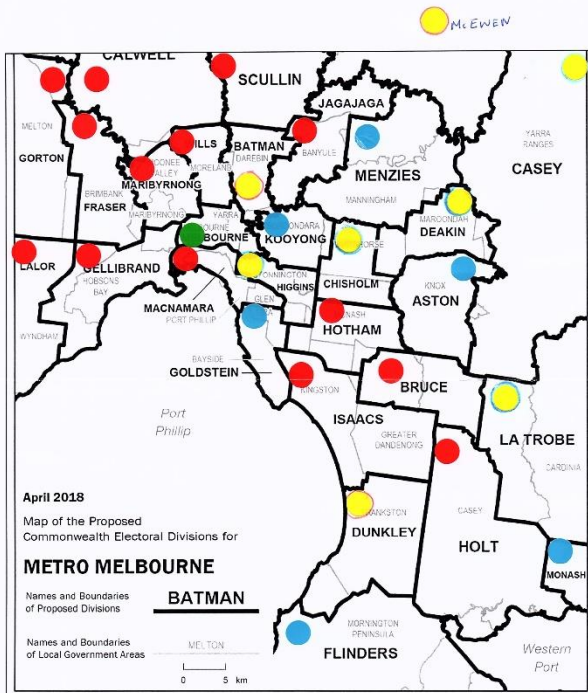 McEWEN
CALWELL
SCULLIN
JAGAJAGA
MELTON
YARRA
RANGES
GORTON
BATMAN
DAREBIN
BANYULE
CASEY
MORELAND
MENZIES
MARIBYRNONG
MANNINGHAM
BRIMBANK
FRASER
MARIBYRNONG
YARRA
MAROONDAH
DEAKIN
KOOYONG
LALOR
GELLIBRAND
HOBSONS
BAY
KNOX
ASTON
HIGGINS
CHISHOLM
MACNAMARA
PORT PHILLIP
GLEN
HOTHAM
WYNDHAM
BAYSIDE
GOLDSTEIN
KINGSTON
BRUCE
Port
Phillip
ISAACS
GREATER
DANDENONG
LA TROBE
CARDINIA
April 2018
Map of the Proposed
Commonwealth Electoral Divisions for
METRO MELBOURNE
DUNKLEY
CASEY
HOLT
MONASH
Names and Boundaries
of Proposed Divisions
BATMAN
Names and Boundaries
of Local Government Areas
MELTON
0 5 km
MORNINGTON
PENINSULA
FLINDERS
Western
Port